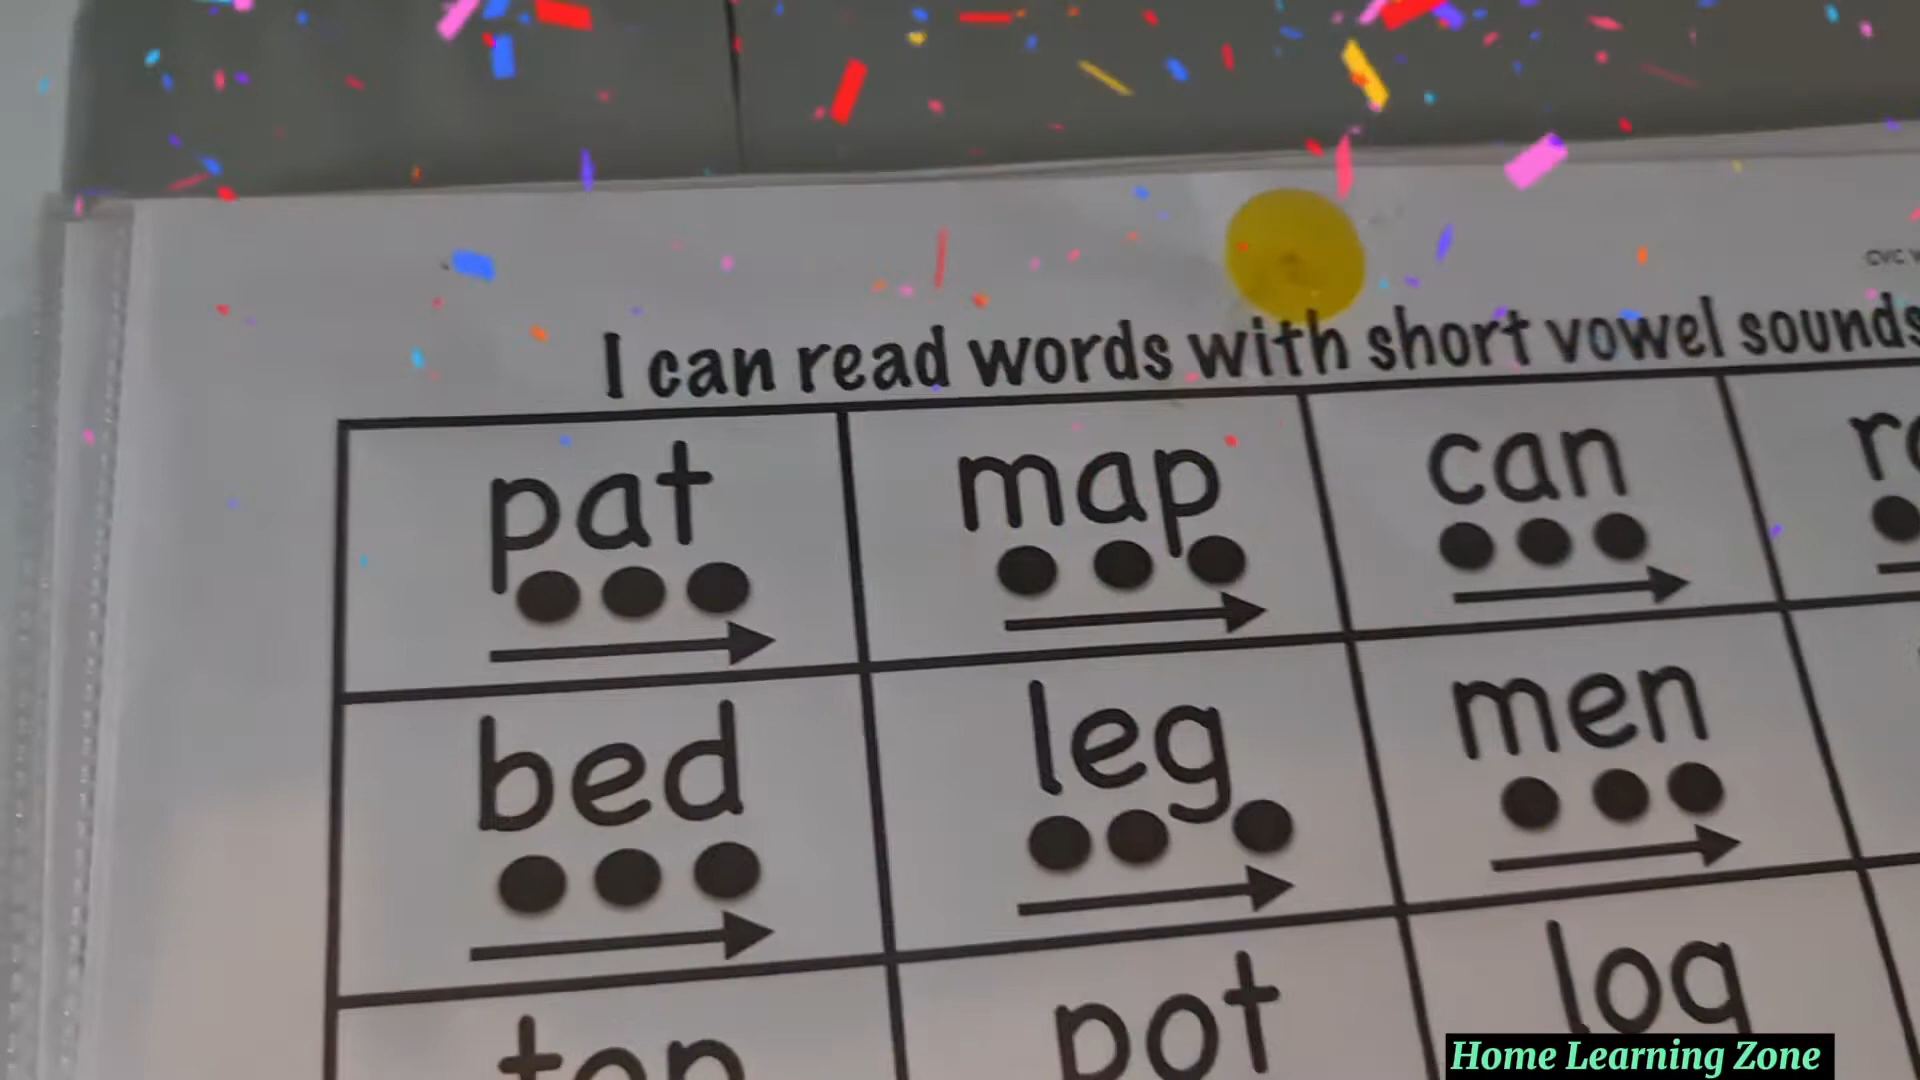 I can read words with short vowel sounds
pat map can
bed leg men
pot log
Home Learning Zone